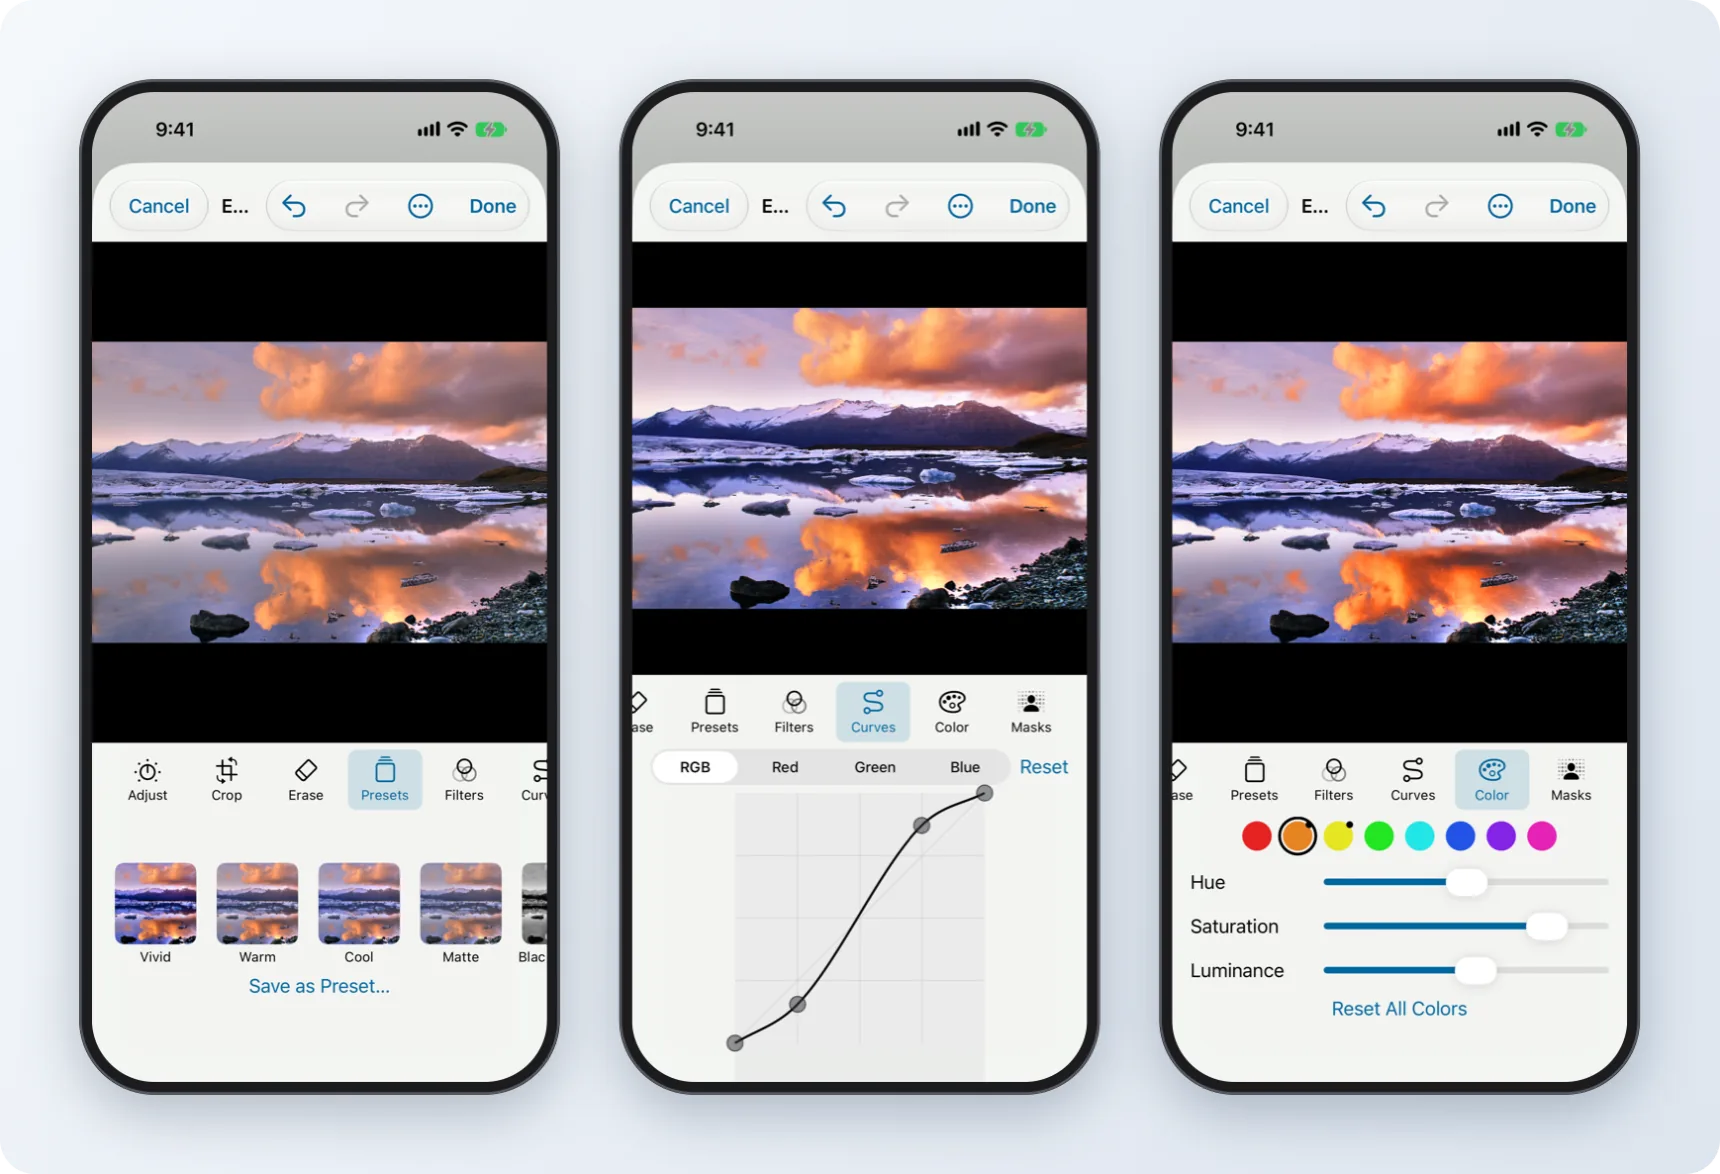 9:41
Cancel E... Done
Adjust Crop Erase Presets Filters Curv
Vivid Warm Cool Matte Blac
Save as Preset...
9:41
Cancel E... Done
ase Presets Filters Curves Color Masks
RGB Red Green Blue Reset
9:41
Cancel E... Done
ase Presets Filters Curves Color Masks
Hue
Saturation
Luminance
Reset All Colors